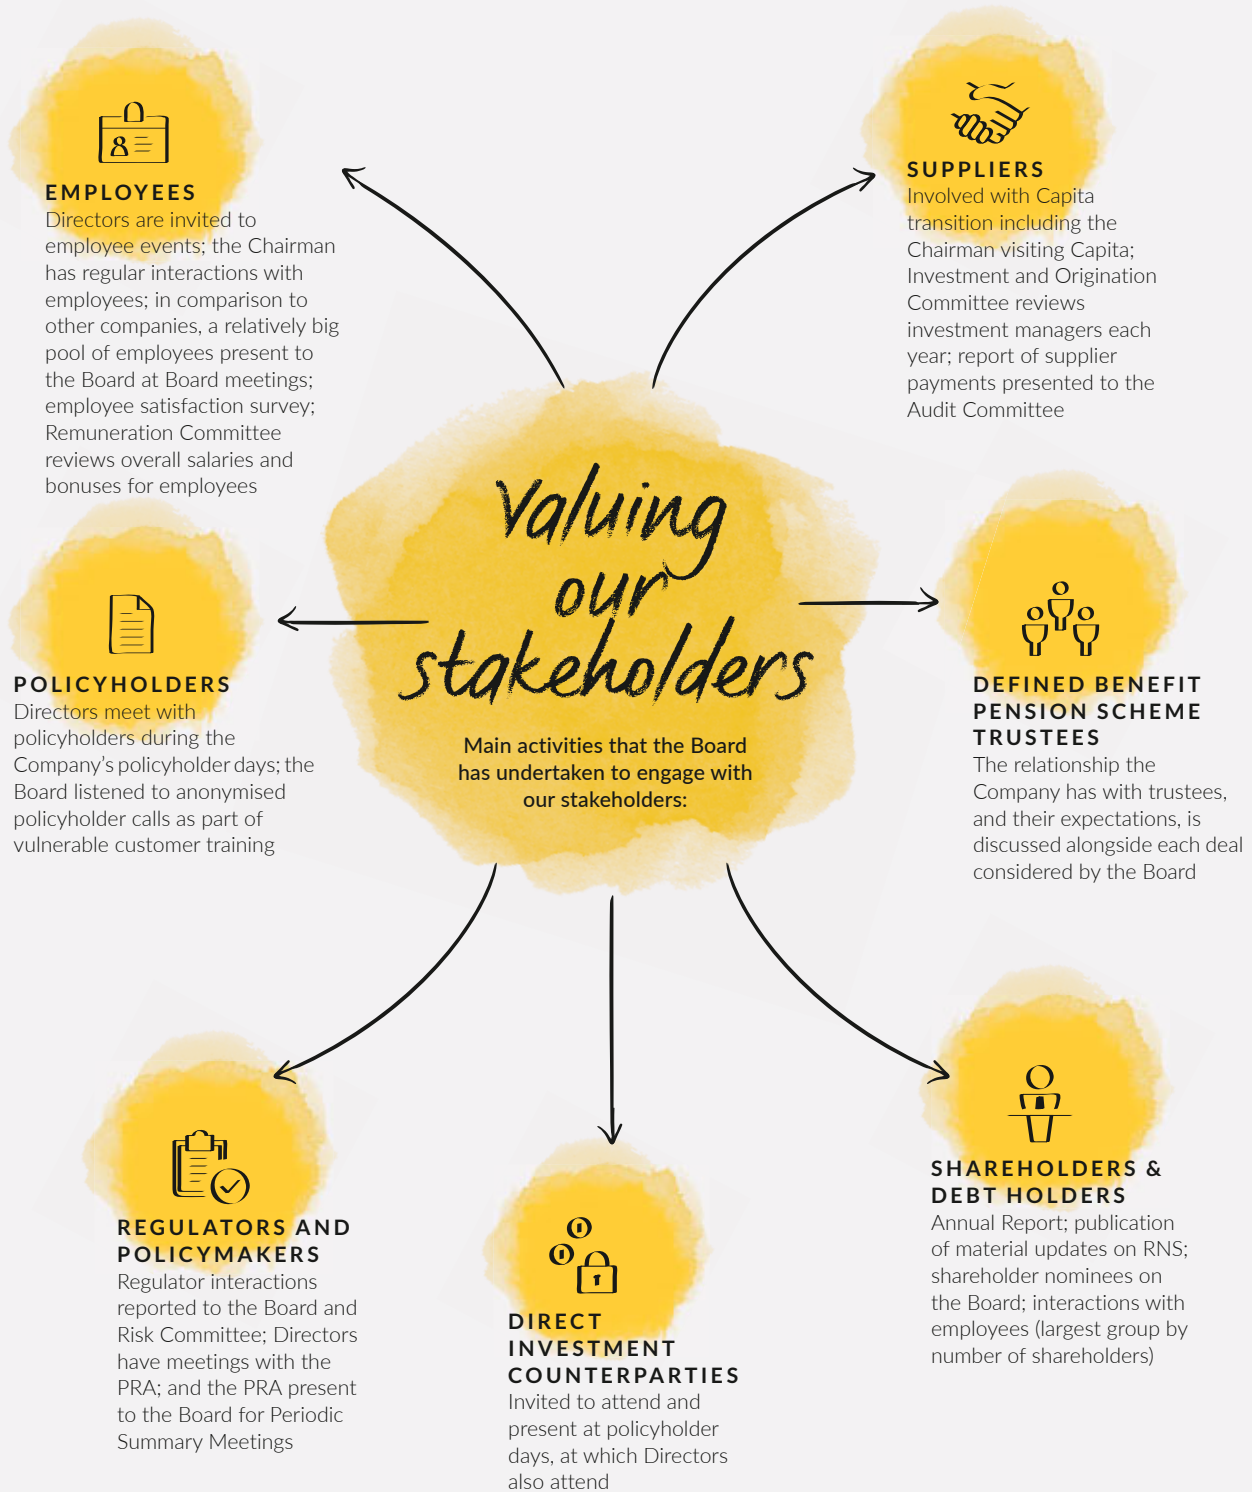 EMPLOYEES
Directors are invited to
employee events; the Chairman
has regular interactions with
employees; in comparison to
other companies, a relatively big
pool of employees present to
the Board at Board meetings;
employee satisfaction survey;
Remuneration Committee
reviews overall salaries and
bonuses for employees
SUPPLIERS
Involved with Capita
transition including the
Chairman visiting Capita;
Investment and Origination
Committee reviews
investment managers each
year; report of supplier
payments presented to the
Audit Committee
Valuing
our
stakeholders
Main activities that the Board
has undertaken to engage with
our stakeholders:
POLICYHOLDERS
Directors meet with
policyholders during the
Company's policyholder days; the
Board listened to anonymised
policyholder calls as part of
vulnerable customer training
DEFINED BENEFIT
PENSION SCHEME
TRUSTEES
The relationship the
Company has with trustees,
and their expectations, is
discussed alongside each deal
considered by the Board
REGULATORS AND
POLICYMAKERS
Regulator interactions
reported to the Board and
Risk Committee; Directors
have meetings with the
PRA; and the PRA present
to the Board for Periodic
Summary Meetings
DIRECT
INVESTMENT
COUNTERPARTIES
Invited to attend and
present at policyholder
days, at which Directors
also attend
SHAREHOLDERS &
DEBT HOLDERS
Annual Report; publication
of material updates on RNS;
shareholder nominees on
the Board; interactions with
employees (largest group by
number of shareholders)